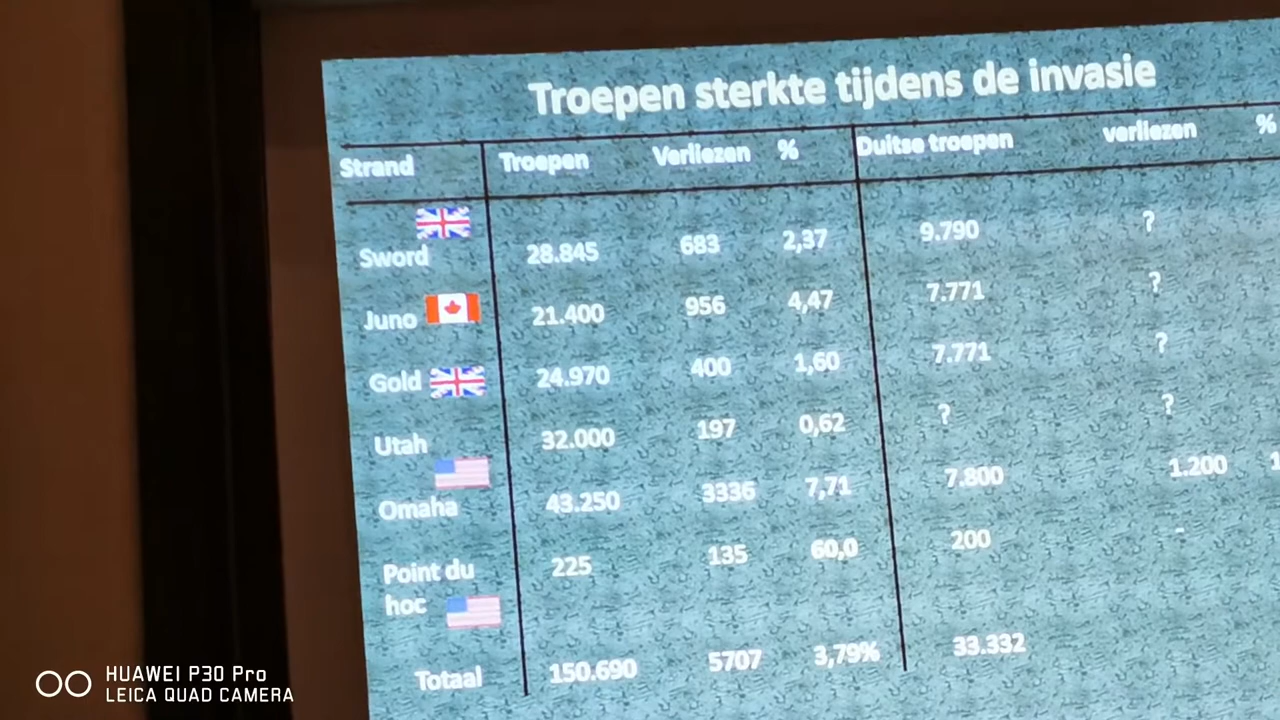 Troepen sterkte tijdens de invasie
Strand Troepen Verliezen % Duitse troepen verliezen %
Sword 28.845 683 2,37 9.790 ?
Juno 21.400 956 4,47 7.771 ?
Gold 24.970 400 1,60 7.771 ?
Utah 32.000 197 0,62 ? ?
Omaha 43.250 3336 7,71 7.800 1.200
Point du 225 135 60,0 200 -
hoc
Totaal 150.690 5707 3,79% 33.332
HUAWEI P30 Pro
LEICA QUAD CAMERA